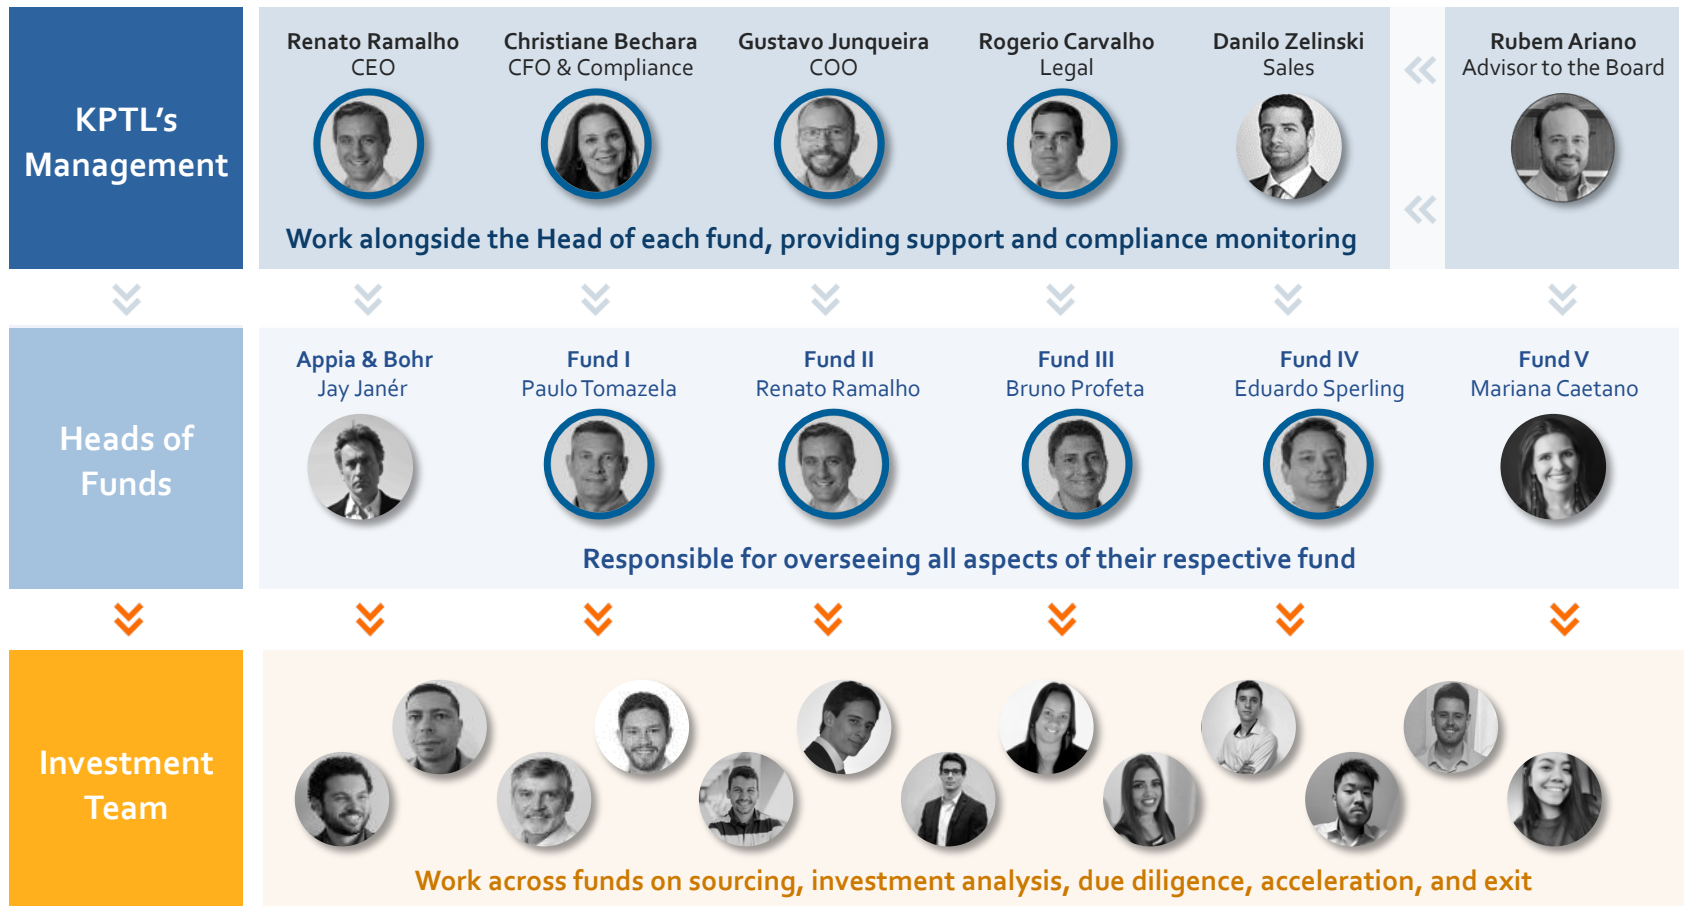 KPTL's
Management
Renato Ramalho
CEO
Christiane Bechara
CFO & Compliance
Gustavo Junqueira
COO
Rogerio Carvalho
Legal
Danilo Zelinski
Sales
Rubem Ariano
Advisor to the Board
Work alongside the Head of each fund, providing support and compliance monitoring
Heads of
Funds
Appia & Bohr
Jay Janér
Fund I
Paulo Tomazela
Fund II
Renato Ramalho
Fund III
Bruno Profeta
Fund IV
Eduardo Sperling
Fund V
Mariana Caetano
Responsible for overseeing all aspects of their respective fund
Investment
Team
Work across funds on sourcing, investment analysis, due diligence, acceleration, and exit